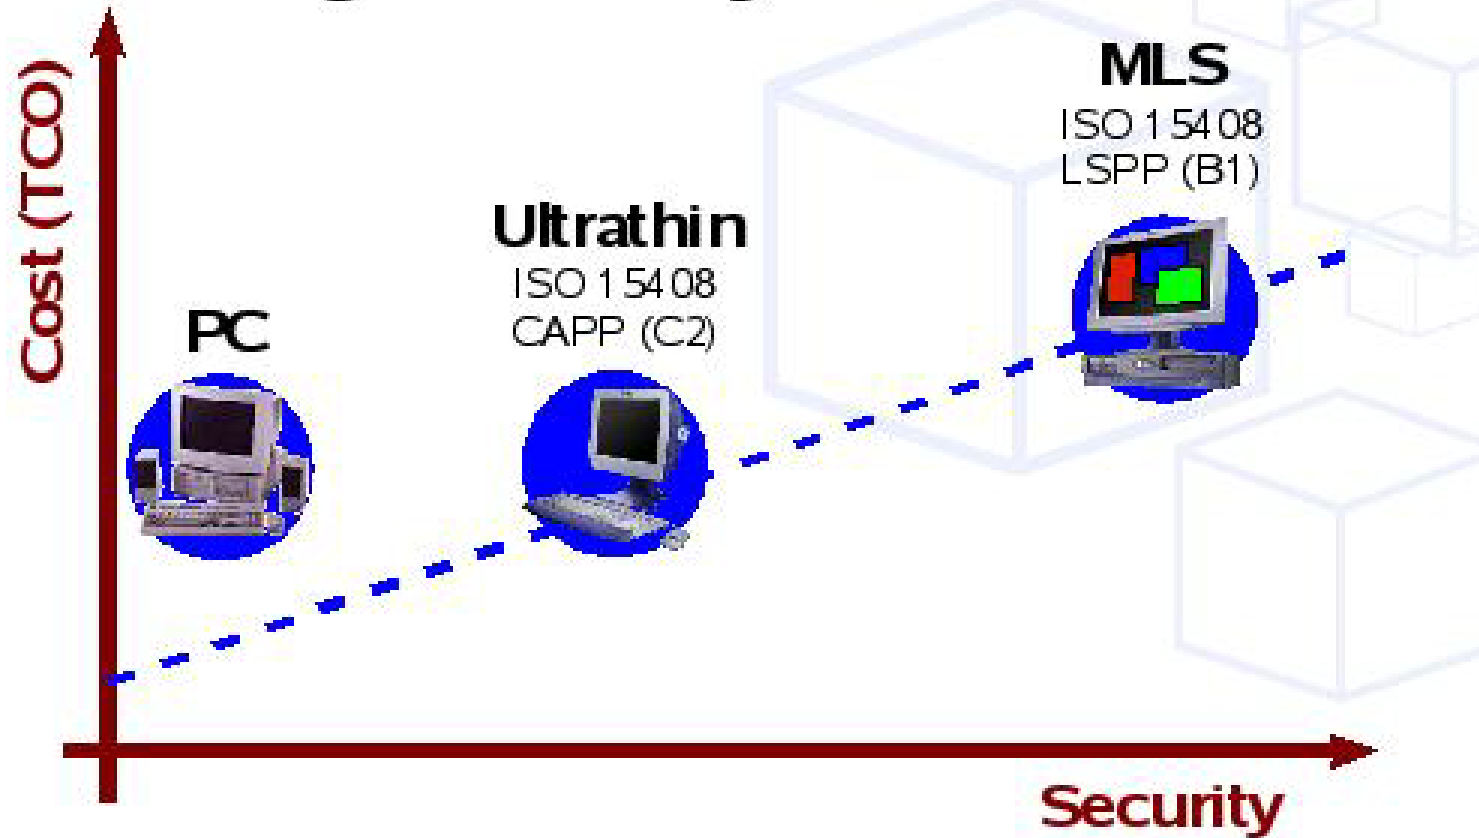 MLS
ISO 15408
LSPP (B1)
Ultrathin
ISO 15408
CAPP (C2)
PC
Cost (TCO)
Security